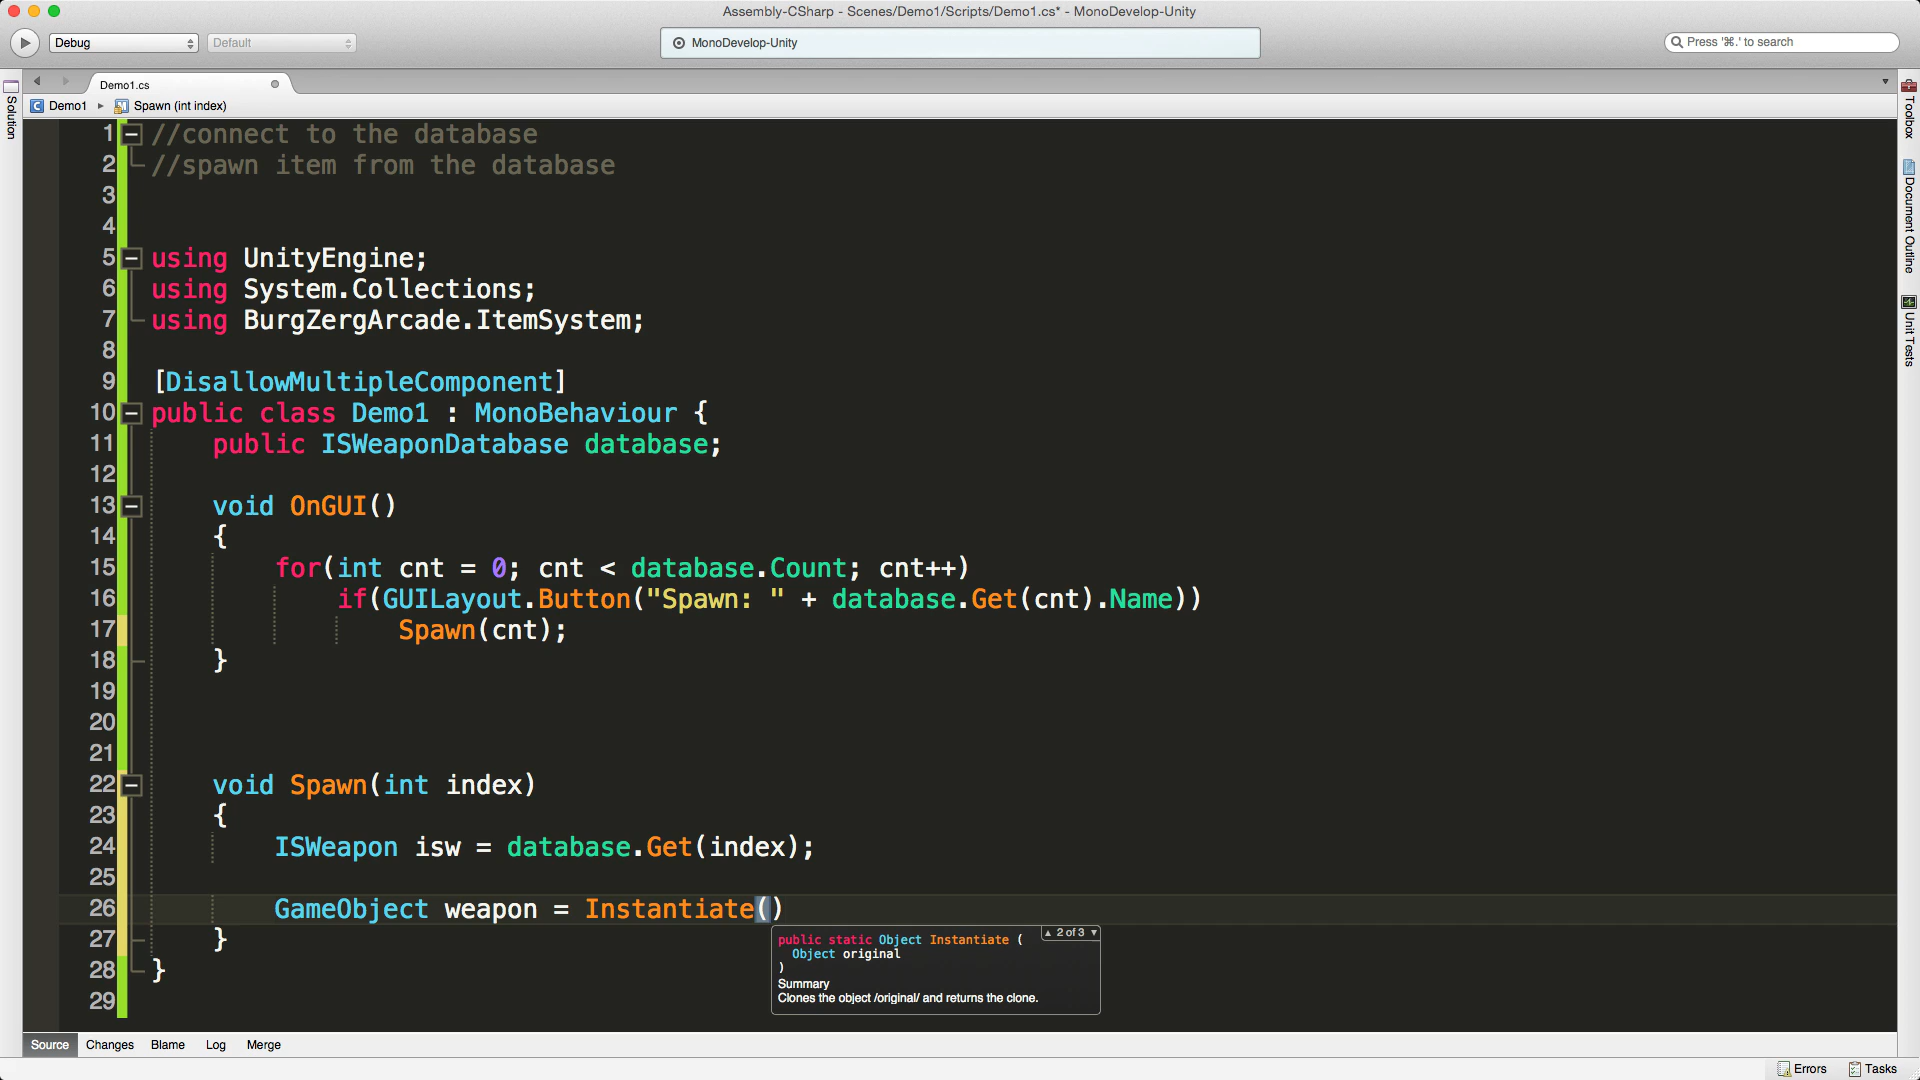 Assembly-CSharp - Scenes/Demo1/Scripts/Demo1.cs* - MonoDevelop-Unity
Debug
Default
MonoDevelop-Unity
Press '⌘.' to search
Solution
Demo1.cs
Demo1 ▸ Spawn (int index)
Toolbox
Document Outline
Unit Tests
1 //connect to the database
2 //spawn item from the database
3
4
5 using UnityEngine;
6 using System.Collections;
7 using BurgZergArcade.ItemSystem;
8
9 [DisallowMultipleComponent]
10 public class Demo1 : MonoBehaviour {
11 public ISWeaponDatabase database;
12
13 void OnGUI()
14 {
15 for(int cnt = 0; cnt < database.Count; cnt++)
16 if(GUILayout.Button("Spawn: " + database.Get(cnt).Name))
17 Spawn(cnt);
18 }
19
20
21
22 void Spawn(int index)
23 {
24 ISWeapon isw = database.Get(index);
25
26 GameObject weapon = Instantiate()
27 }
28 }
29
▲ 2 of 3 ▼
public static Object Instantiate (
Object original
)
Summary
Clones the object /original/ and returns the clone.
Source Changes Blame Log Merge
Errors Tasks